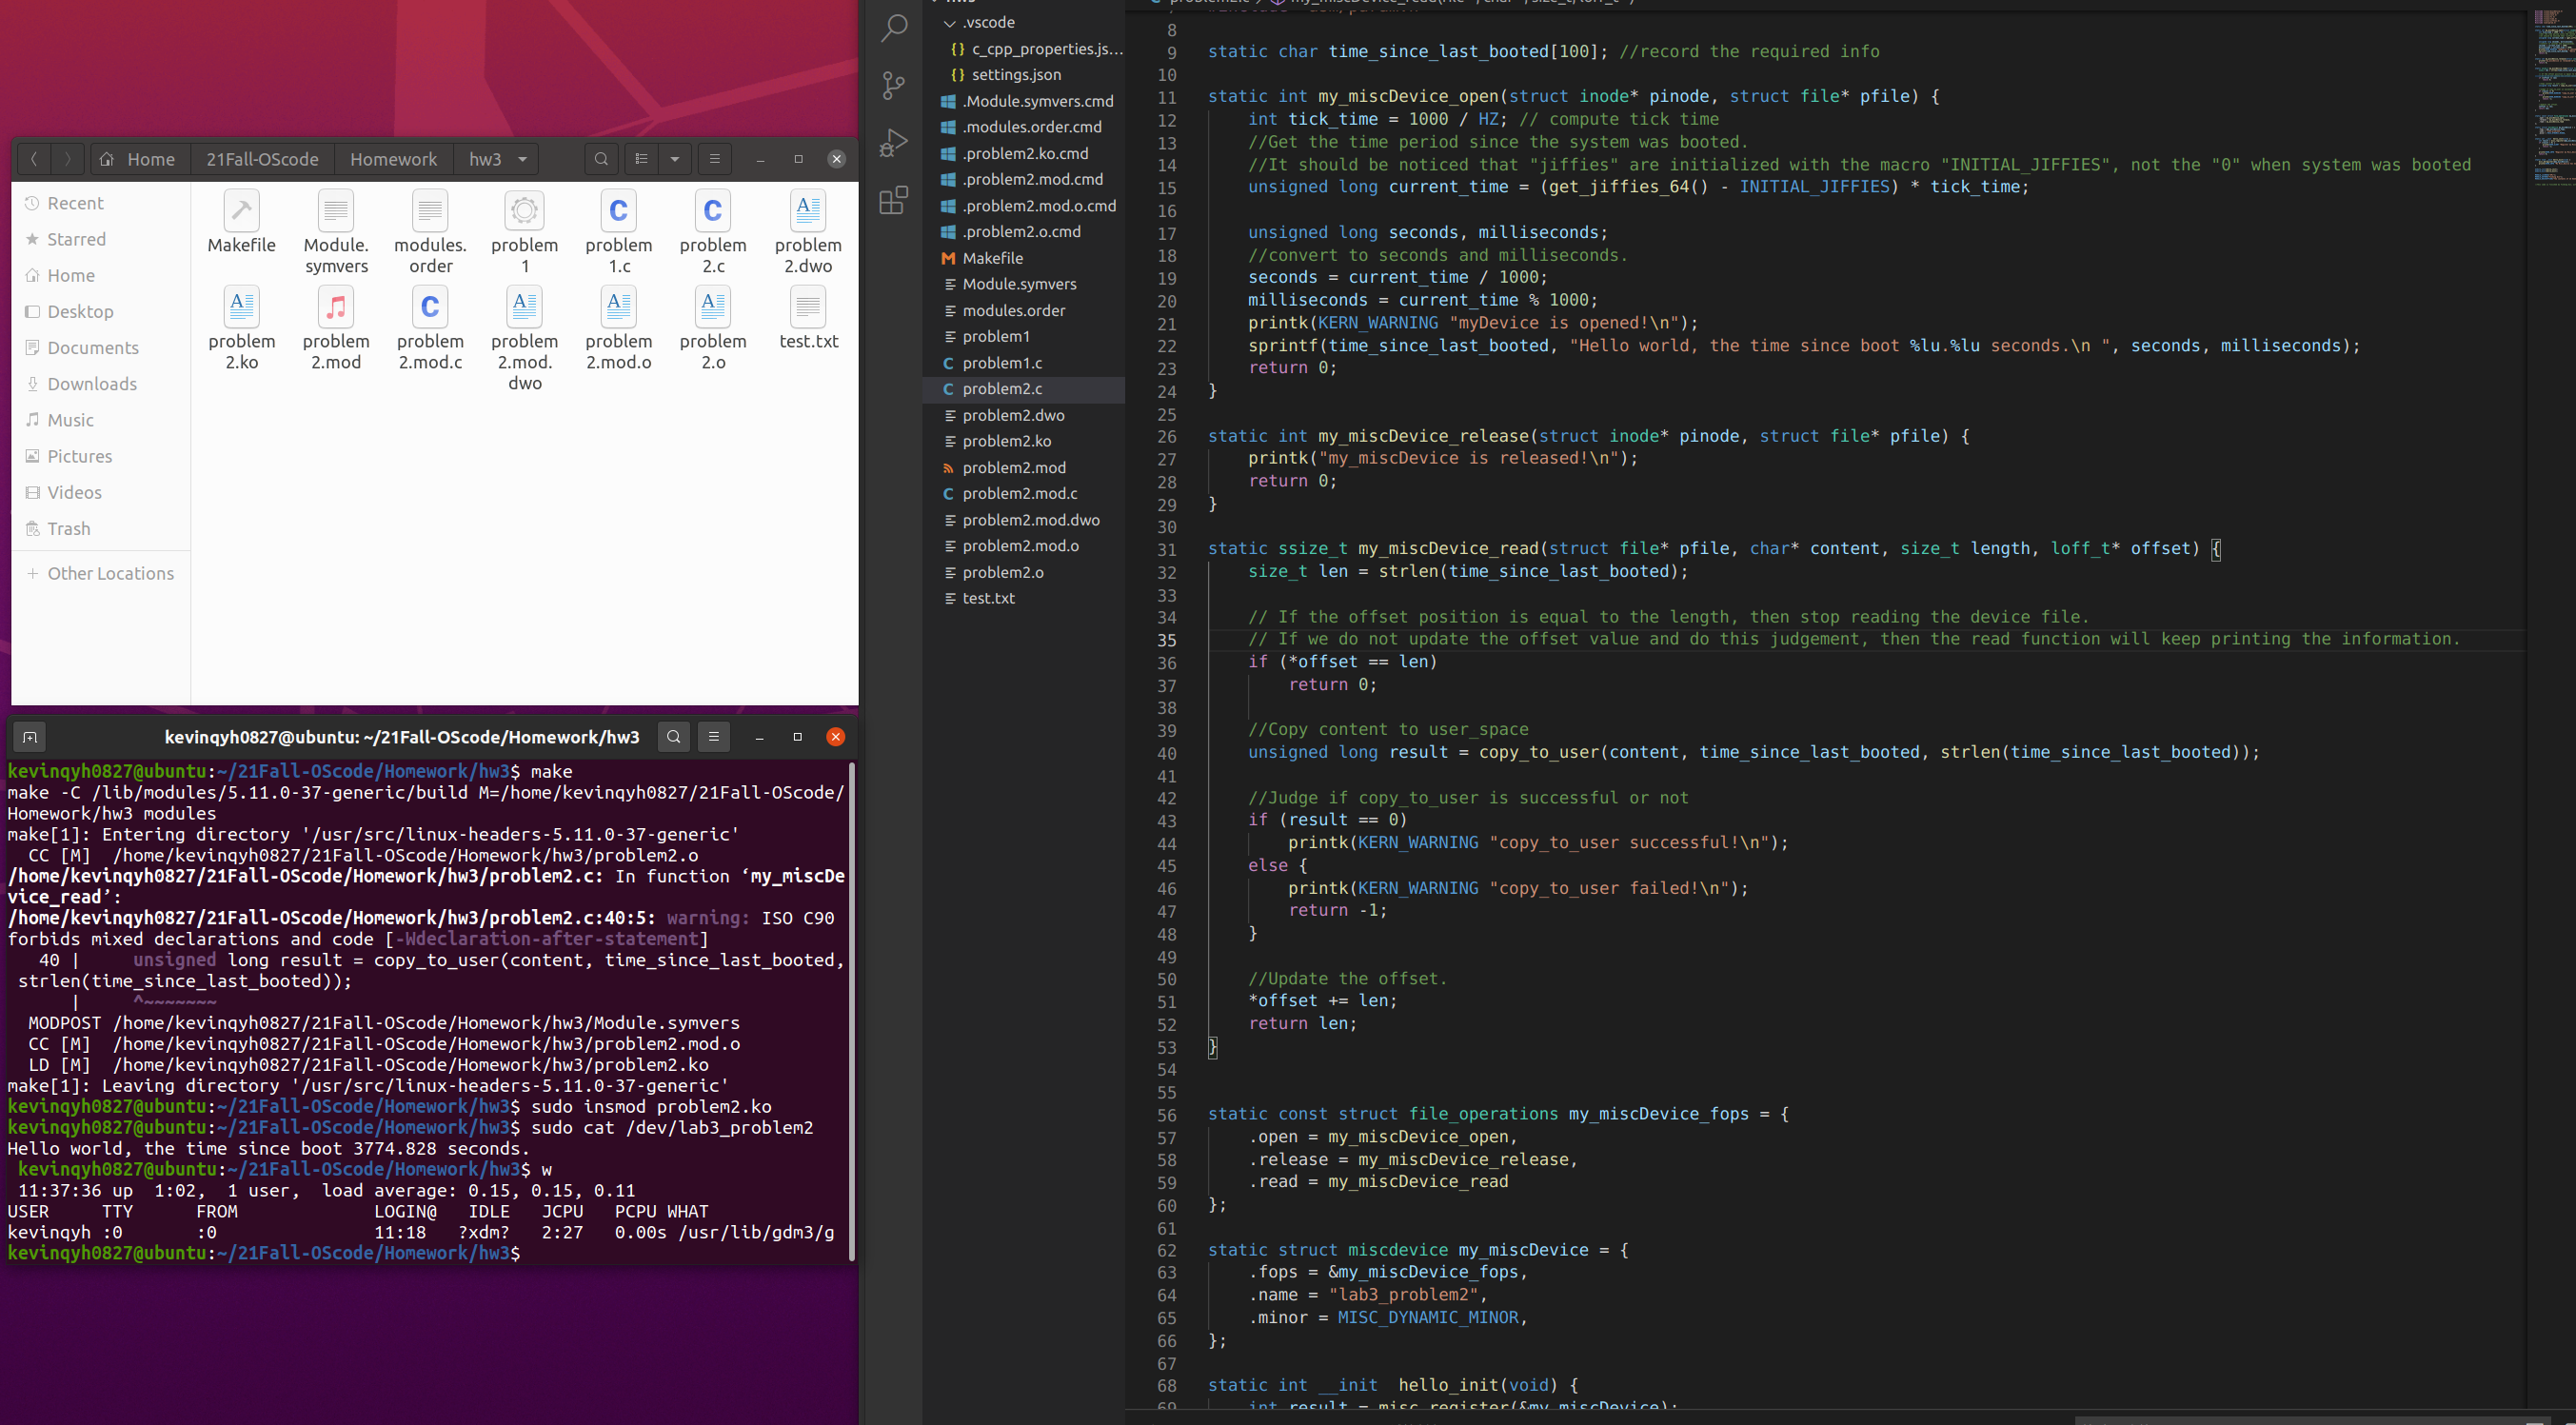 Home
21Fall-OScode
Homework
hw3
Recent
Starred
Home
Desktop
Documents
Downloads
Music
Pictures
Videos
Trash
Other Locations
Makefile
Module.
symvers
modules.
order
problem
1
problem
1.c
problem
2.c
problem
2.dwo
problem
2.ko
problem
2.mod
problem
2.mod.c
problem
2.mod.
dwo
problem
2.mod.o
problem
2.o
test.txt
kevinqyh0827@ubuntu: ~/21Fall-OScode/Homework/hw3
kevinqyh0827@ubuntu:~/21Fall-OScode/Homework/hw3$ make
make -C /lib/modules/5.11.0-37-generic/build M=/home/kevinqyh0827/21Fall-OScode/
Homework/hw3 modules
make[1]: Entering directory '/usr/src/linux-headers-5.11.0-37-generic'
CC [M]  /home/kevinqyh0827/21Fall-OScode/Homework/hw3/problem2.o
/home/kevinqyh0827/21Fall-OScode/Homework/hw3/problem2.c: In function ‘my_miscDe
vice_read’:
/home/kevinqyh0827/21Fall-OScode/Homework/hw3/problem2.c:40:5: warning: ISO C90
forbids mixed declarations and code [-Wdeclaration-after-statement]
40 |     unsigned long result = copy_to_user(content, time_since_last_booted,
strlen(time_since_last_booted));
|     ^~~~~~~~
MODPOST /home/kevinqyh0827/21Fall-OScode/Homework/hw3/Module.symvers
CC [M]  /home/kevinqyh0827/21Fall-OScode/Homework/hw3/problem2.mod.o
LD [M]  /home/kevinqyh0827/21Fall-OScode/Homework/hw3/problem2.ko
make[1]: Leaving directory '/usr/src/linux-headers-5.11.0-37-generic'
kevinqyh0827@ubuntu:~/21Fall-OScode/Homework/hw3$ sudo insmod problem2.ko
kevinqyh0827@ubuntu:~/21Fall-OScode/Homework/hw3$ sudo cat /dev/lab3_problem2
Hello world, the time since boot 3774.828 seconds.
kevinqyh0827@ubuntu:~/21Fall-OScode/Homework/hw3$ w
11:37:36 up  1:02,  1 user,  load average: 0.15, 0.15, 0.11
USER     TTY      FROM             LOGIN@   IDLE   JCPU   PCPU WHAT
kevinqyh :0       :0               11:18   ?xdm?   2:27   0.00s /usr/lib/gdm3/g
kevinqyh0827@ubuntu:~/21Fall-OScode/Homework/hw3$
.vscode
{} c_cpp_properties.js...
{} settings.json
.Module.symvers.cmd
.modules.order.cmd
.problem2.ko.cmd
.problem2.mod.cmd
.problem2.mod.o.cmd
.problem2.o.cmd
M Makefile
Module.symvers
modules.order
problem1
C problem1.c
C problem2.c
problem2.dwo
problem2.ko
problem2.mod
C problem2.mod.c
problem2.mod.dwo
problem2.mod.o
problem2.o
test.txt
8
9 static char time_since_last_booted[100]; //record the required info
10
11 static int my_miscDevice_open(struct inode* pinode, struct file* pfile) {
12 int tick_time = 1000 / HZ; // compute tick time
13 //Get the time period since the system was booted.
14 //It should be noticed that "jiffies" are initialized with the macro "INITIAL_JIFFIES", not the "0" when system was booted
15 unsigned long current_time = (get_jiffies_64() - INITIAL_JIFFIES) * tick_time;
16
17 unsigned long seconds, milliseconds;
18 //convert to seconds and milliseconds.
19 seconds = current_time / 1000;
20 milliseconds = current_time % 1000;
21 printk(KERN_WARNING "myDevice is opened!\n");
22 sprintf(time_since_last_booted, "Hello world, the time since boot %lu.%lu seconds.\n ", seconds, milliseconds);
23 return 0;
24 }
25
26 static int my_miscDevice_release(struct inode* pinode, struct file* pfile) {
27 printk("my_miscDevice is released!\n");
28 return 0;
29 }
30
31 static ssize_t my_miscDevice_read(struct file* pfile, char* content, size_t length, loff_t* offset) {
32 size_t len = strlen(time_since_last_booted);
33
34 // If the offset position is equal to the length, then stop reading the device file.
35 // If we do not update the offset value and do this judgement, then the read function will keep printing the information.
36 if (*offset == len)
37 return 0;
38
39 //Copy content to user_space
40 unsigned long result = copy_to_user(content, time_since_last_booted, strlen(time_since_last_booted));
41
42 //Judge if copy_to_user is successful or not
43 if (result == 0)
44 printk(KERN_WARNING "copy_to_user successful!\n");
45 else {
46 printk(KERN_WARNING "copy_to_user failed!\n");
47 return -1;
48 }
49
50 //Update the offset.
51 *offset += len;
52 return len;
53 }
54
55
56 static const struct file_operations my_miscDevice_fops = {
57 .open = my_miscDevice_open,
58 .release = my_miscDevice_release,
59 .read = my_miscDevice_read
60 };
61
62 static struct miscdevice my_miscDevice = {
63 .fops = &my_miscDevice_fops,
64 .name = "lab3_problem2",
65 .minor = MISC_DYNAMIC_MINOR,
66 };
67
68 static int __init  hello_init(void) {
69 int result = misc_register(&my_miscDevice);